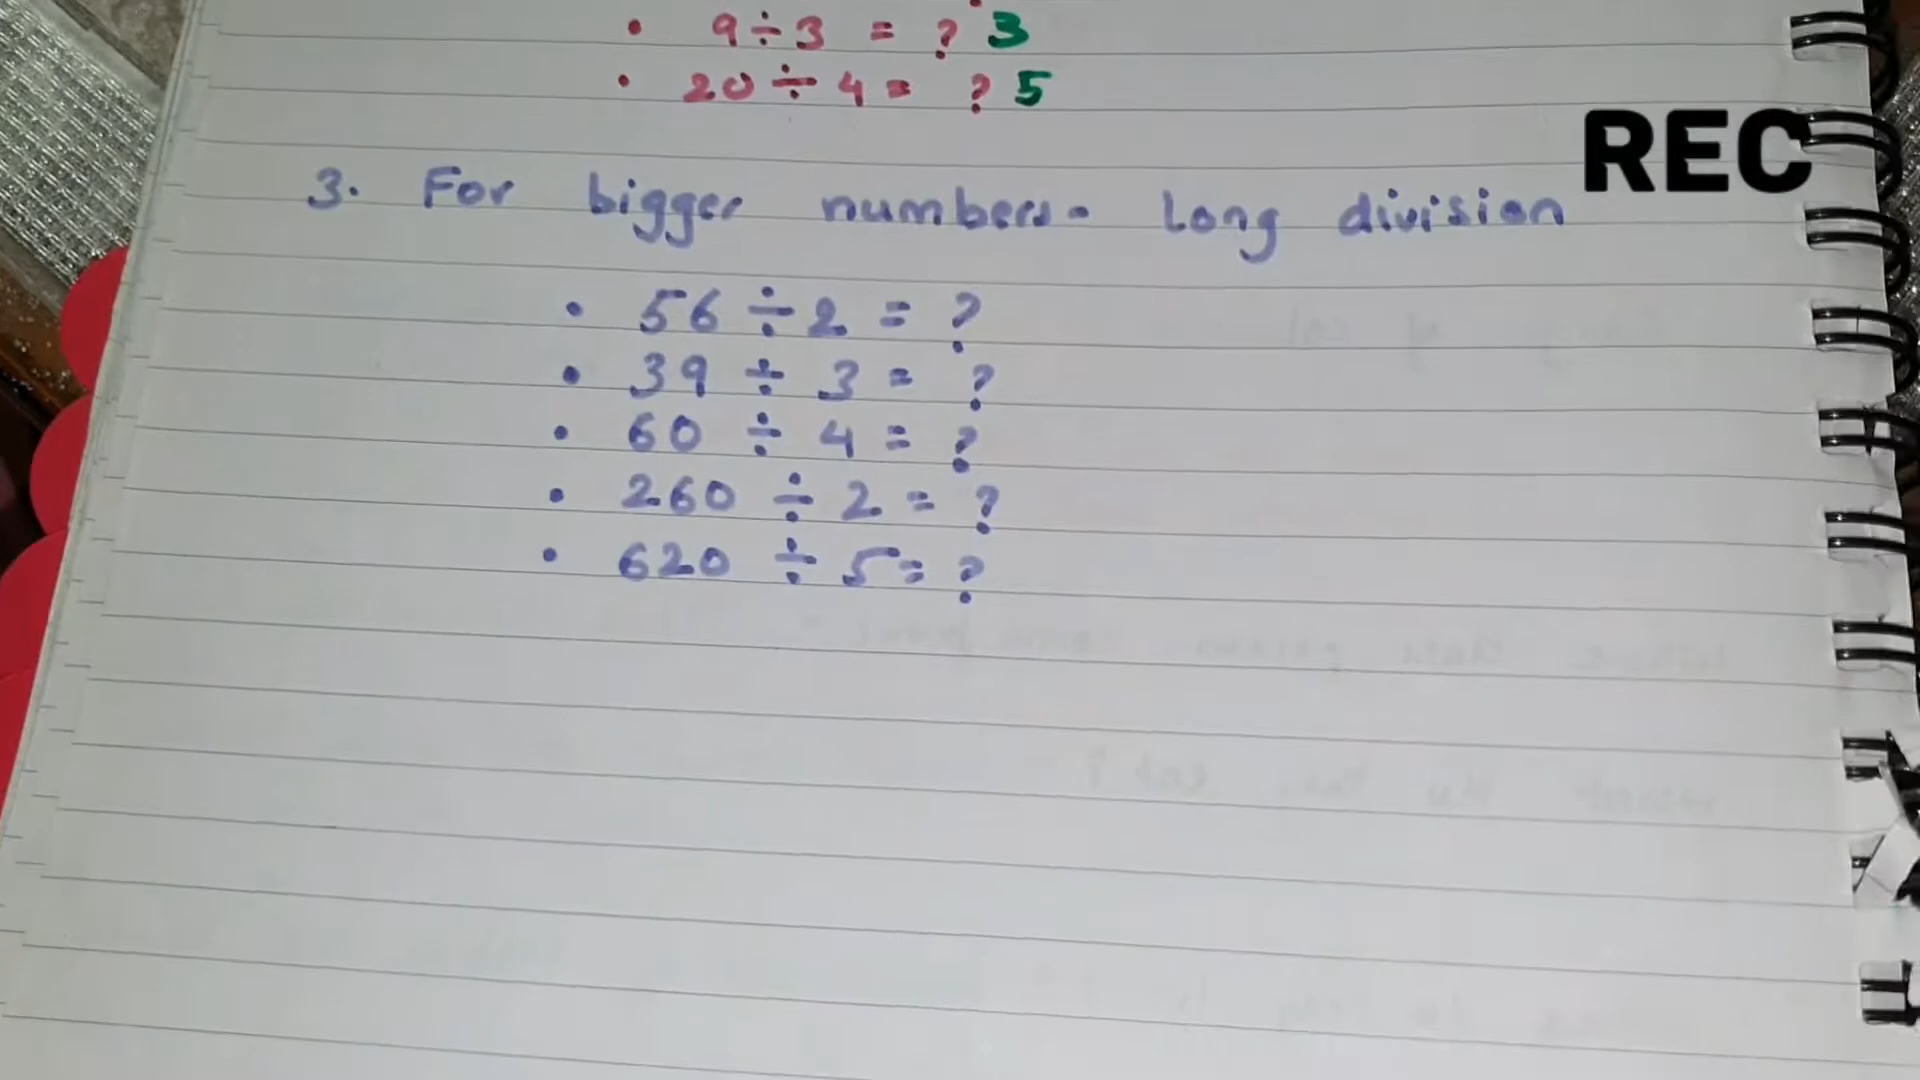 • 9÷3 = ? 3
• 20÷4= ? 5
REC
3. For bigger numbers- Long division
• 56 ÷2 = ?
• 39 ÷ 3 = ?
• 60 ÷ 4 = ?
• 260 ÷ 2 = ?
• 620 ÷ 5= ?